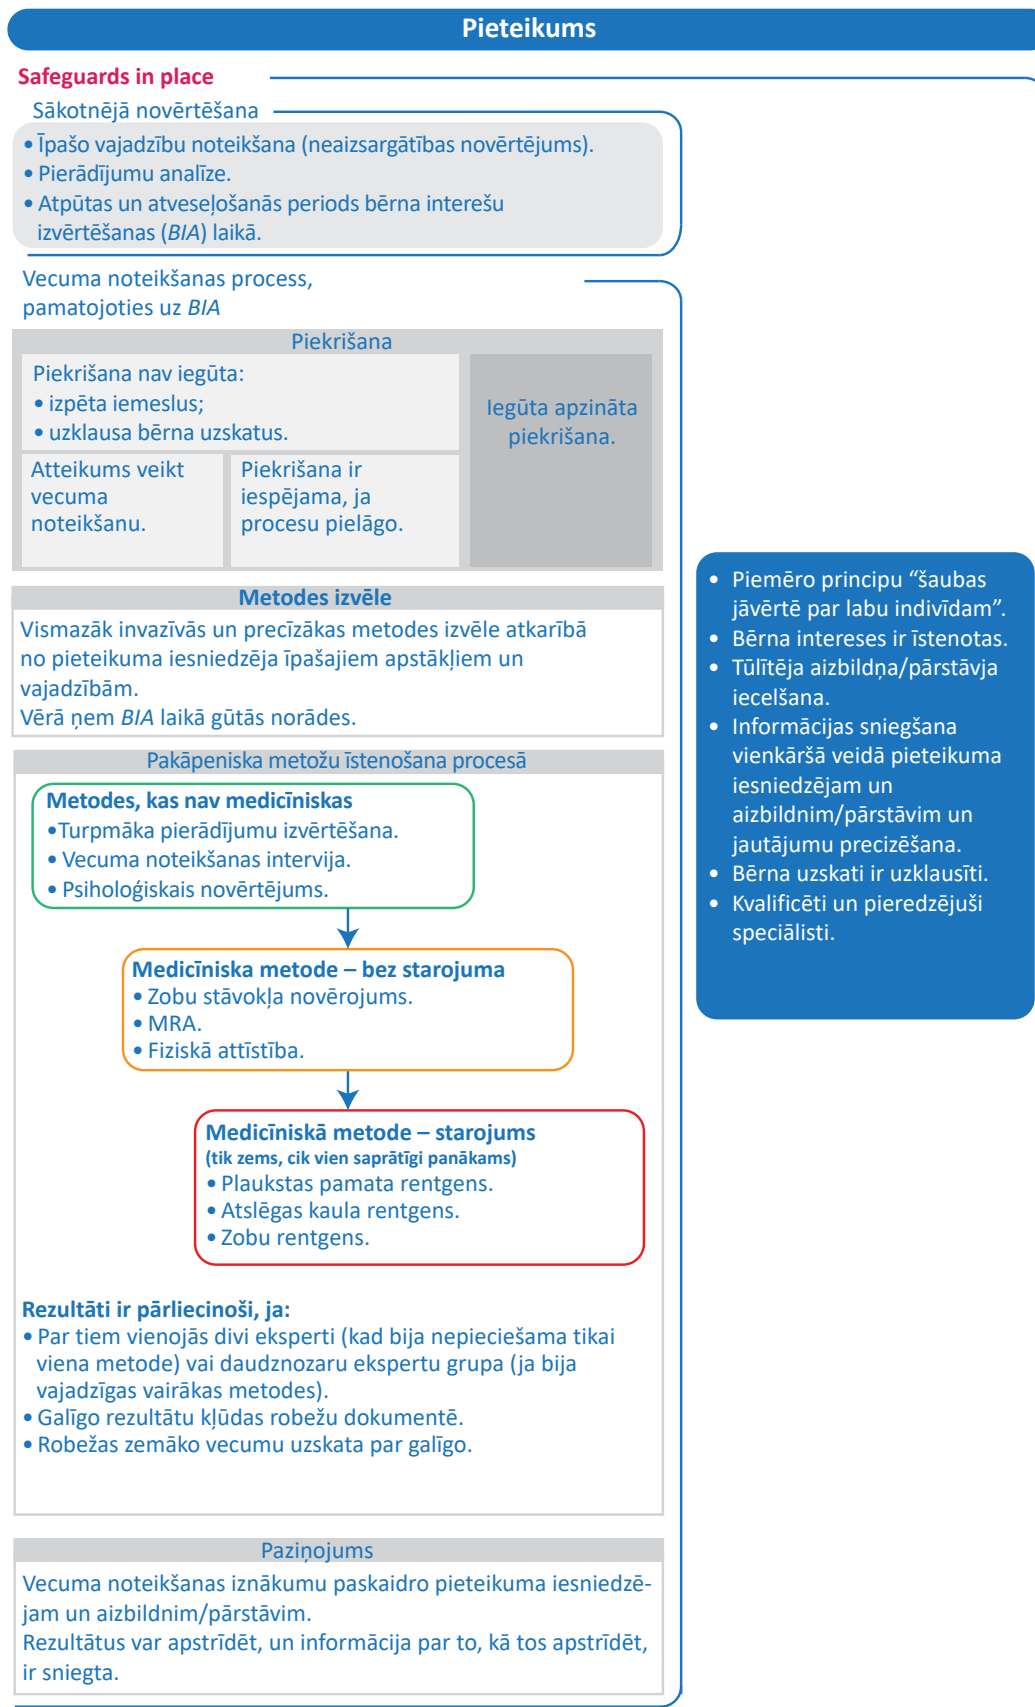 Pieteikums
Safeguards in place
Sākotnējā novērtēšana
• Īpašo vajadzību noteikšana (neaizsargātības novērtējums).
• Pierādījumu analīze.
• Atpūtas un atveseļošanās periods bērna interešu
izvērtēšanas (BIA) laikā.
Vecuma noteikšanas process,
pamatojoties uz BIA
Piekrišana
Piekrišana nav iegūta:
• izpēta iemeslus;
• uzklausa bērna uzskatus.
Iegūta apzināta
piekrišana.
Atteikums veikt
vecuma
noteikšanu.
Piekrišana ir
iespējama, ja
procesu pielāgo.
Metodes izvēle
Vismazāk invazīvās un precīzākas metodes izvēle atkarībā
no pieteikuma iesniedzēja īpašajiem apstākļiem un
vajadzībām.
Vērā ņem BIA laikā gūtās norādes.
Pakāpeniska metožu īstenošana procesā
Metodes, kas nav medicīniskas
•Turpmāka pierādījumu izvērtēšana.
• Vecuma noteikšanas intervija.
• Psiholoģiskais novērtējums.
Medicīniska metode – bez starojuma
• Zobu stāvokļa novērojums.
• MRA.
• Fiziskā attīstība.
Medicīniskā metode – starojums
(tik zems, cik vien saprātīgi panākams)
• Plaukstas pamata rentgens.
• Atslēgas kaula rentgens.
• Zobu rentgens.
Rezultāti ir pārliecinoši, ja:
• Par tiem vienojās divi eksperti (kad bija nepieciešama tikai
viena metode) vai daudznozaru ekspertu grupa (ja bija
vajadzīgas vairākas metodes).
• Galīgo rezultātu kļūdas robežu dokumentē.
• Robežas zemāko vecumu uzskata par galīgo.
Paziņojums
Vecuma noteikšanas iznākumu paskaidro pieteikuma iesniedzē-
jam un aizbildnim/pārstāvim.
Rezultātus var apstrīdēt, un informācija par to, kā tos apstrīdēt,
ir sniegta.
• Piemēro principu “šaubas
jāvērtē par labu indivīdam”.
• Bērna intereses ir īstenotas.
• Tūlītēja aizbildņa/pārstāvja
iecelšana.
• Informācijas sniegšana
vienkāršā veidā pieteikuma
iesniedzējam un
aizbildnim/pārstāvim un
jautājumu precizēšana.
• Bērna uzskati ir uzklausīti.
• Kvalificēti un pieredzējuši
speciālisti.